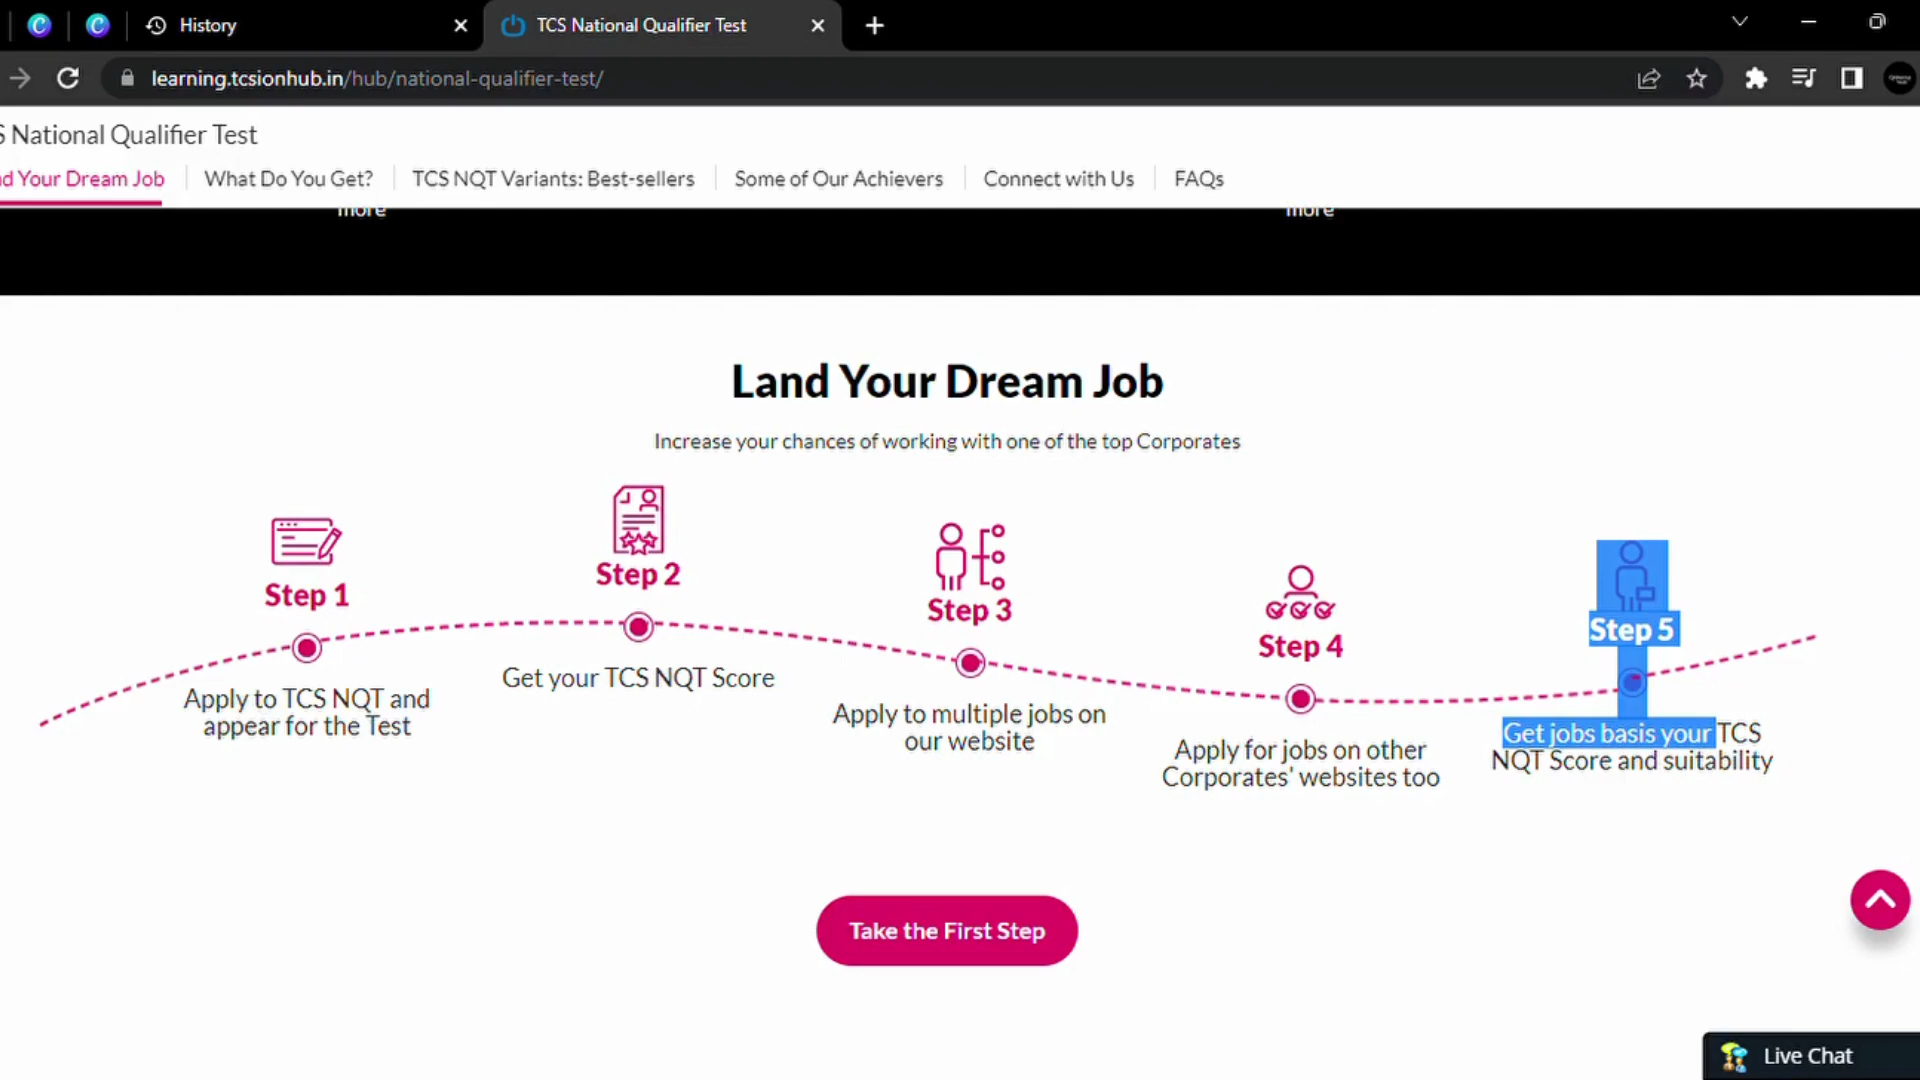 History
TCS National Qualifier Test
learning.tcsionhub.in/hub/national-qualifier-test/
S National Qualifier Test
nd Your Dream Job
What Do You Get?
TCS NQT Variants: Best-sellers
Some of Our Achievers
Connect with Us
FAQs
more
more
Land Your Dream Job
Increase your chances of working with one of the top Corporates
Step 1
Apply to TCS NQT and
appear for the Test
Step 2
Get your TCS NQT Score
Step 3
Apply to multiple jobs on
our website
Step 4
Apply for jobs on other
Corporates' websites too
Step 5
Get jobs basis your TCS
NQT Score and suitability
Take the First Step
Live Chat